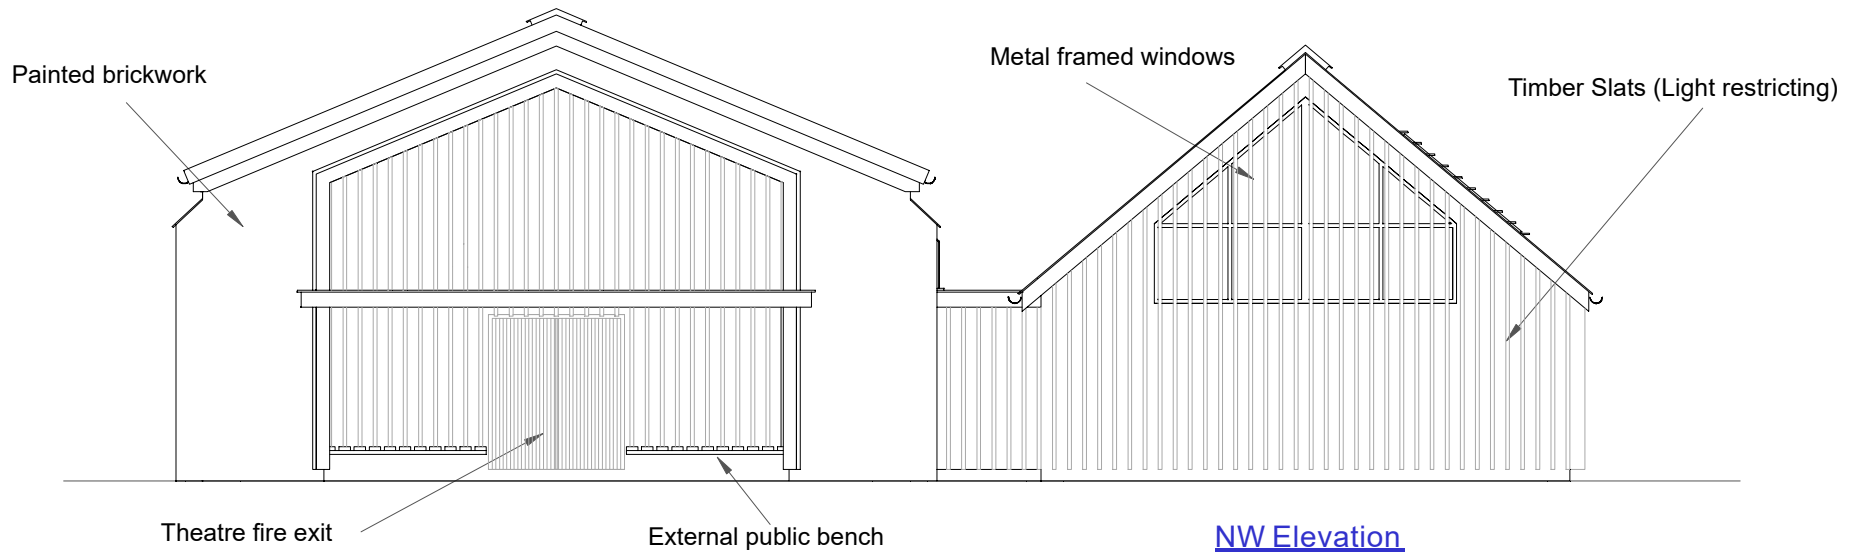 Metal framed windows
Painted brickwork
Timber Slats (Light restricting)
Theatre fire exit
External public bench
NW Elevation